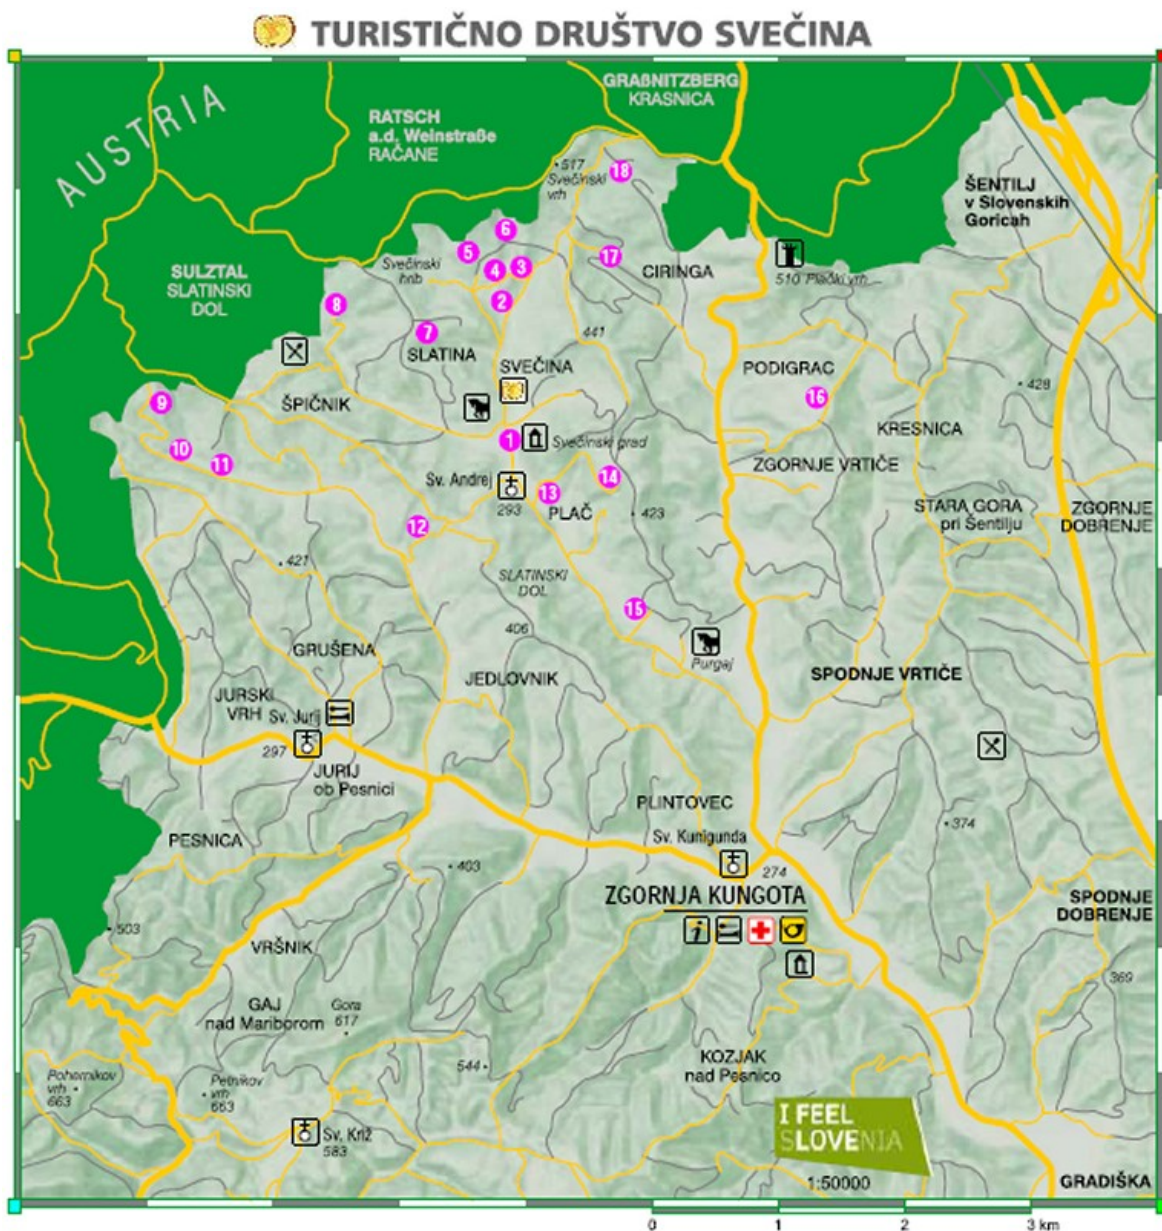 TURISTIČNO DRUŠTVO SVEČINA
AUSTRIA
GRAßNITZBERG
KRASNICA
RATSCH
a.d. Weinstraße
RAČANE
517
Svečinski
vrh
18
ŠENTILJ
v Slovenskih
Goricah
6
5
4
3
17
CIRINGA
Svečinski
hrib
510 Plački vrh
SULZTAL
SLATINSKI
DOL
8
2
7
441
SLATINA
SVEČINA
PODIGRAC
428
16
9
ŠPIČNIK
KRESNICA
1
Svečinski grad
10
11
ZGORNJE VRTIČE
Sv. Andrej
14
13
293
PLAČ
423
STARA GORA
pri Šentilju
ZGORNJE
DOBRENJE
12
421
SLATINSKI
DOL
15
406
GRUŠENA
Purgaj
JEDLOVNIK
SPODNJE VRTIČE
JURSKI
VRH
Sv. Jurij
297
JURIJ
ob Pesnici
PLINTOVEC
374
PESNICA
Sv. Kunigunda
403
274
ZGORNJA KUNGOTA
SPODNJE
DOBRENJE
503
VRŠNIK
369
GAJ
nad Mariborom
Gora
617
KOZJAK
nad Pesnico
544
Pohornikov
vrh
663
Petnikov
vrh
663
I FEEL
SLOVENIA
Sv. Križ
583
1:50000
GRADIŠKA
0 1 2 3 km